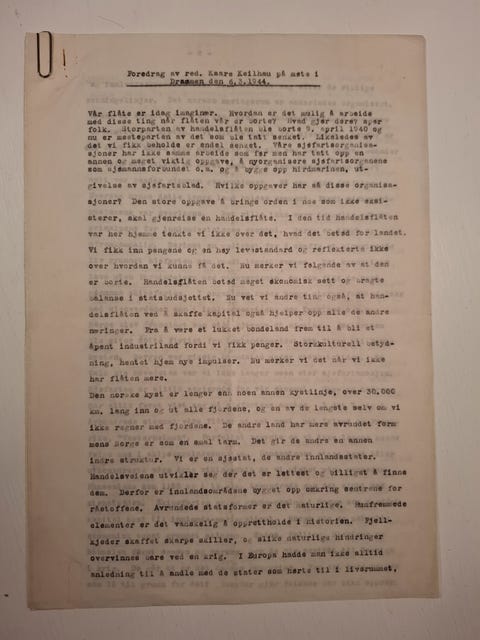 Foredrag av red. Kaare Keilhau på møte i
Drammen den 6.3.1944.
Vår flåte er idag imaginær. Hvordan er det mulig å arbeide
med disse ting når flåten vår er borte? Hvad gjør dere? spør
folk. Storparten av handelsflåten ble borte 9. april 1940 og
nu er mesteparten av det som ble tatt senket. Likeledes av
det vi fikk beholde er endel senket. Våre sjøfartsorganisa-
sjoner har ikke samme arbeide som før men har tatt opp en
annen og meget viktig oppgave, å nyorganisere sjøfartsorganene
som sjømannsforbundet o.a. og å bygge opp hirdmarinen, ut-
givelse av sjøfartsblad. Hvilke oppgaver har så disse organisa-
sjoner? Den store oppgave å bringe orden i noe som ikke eksi-
sterer, skal gjenreise en handelsflåte. I den tid handelsflåten
var her hjemme tenkte vi ikke over det, hvad det betød for landet.
Vi fikk inn pengene og en høy levestandard og reflekterte ikke
over hvordan vi kunne få det. Nu merker vi følgende av at den
er borte. Handelsflåten betød meget økonomisk sett og bragte
balanse i statsbudsjettet. Nu vet vi andre ting også, at han-
delsflåten ved å skaffe kapital også hjelper opp alle de andre
næringer. Fra å være et lukket bondeland frem til å bli et
åpent industriland fordi vi fikk penger. Storkulturell betyd-
ning, hentet hjem nye impulser. Nu merker vi det når vi ikke
har flåten mere.
Den norske kyst er lenger enn noen annen kystlinje, over 30.000
km. lang inn og ut alle fjordene, og en av de lengste selv om vi
ikke regner med fjordene. De andre land har mere avrundet form
mens Norge er som en smal tarm. Det gir de andre en annen
indre struktur. Vi er en sjøstat, de andre innlandsstater.
Handelsveiene utvikler seg der det er lettest og billigst å finne
dem. Derfor er innlandsområdene bygget opp omkring sentrene for
råstoffene. Avrundede statsformer er det naturlige. Uanfremmede
elementer er det vanskelig å opprettholde i historien. Fjell-
kjeder skaffet skarpe skiller, og slike naturlige hindringer
overvinnes bare ved en krig. I Europa hadde man ikke alltid
anledning til å andle med de stater som hørte til i livsrummet,